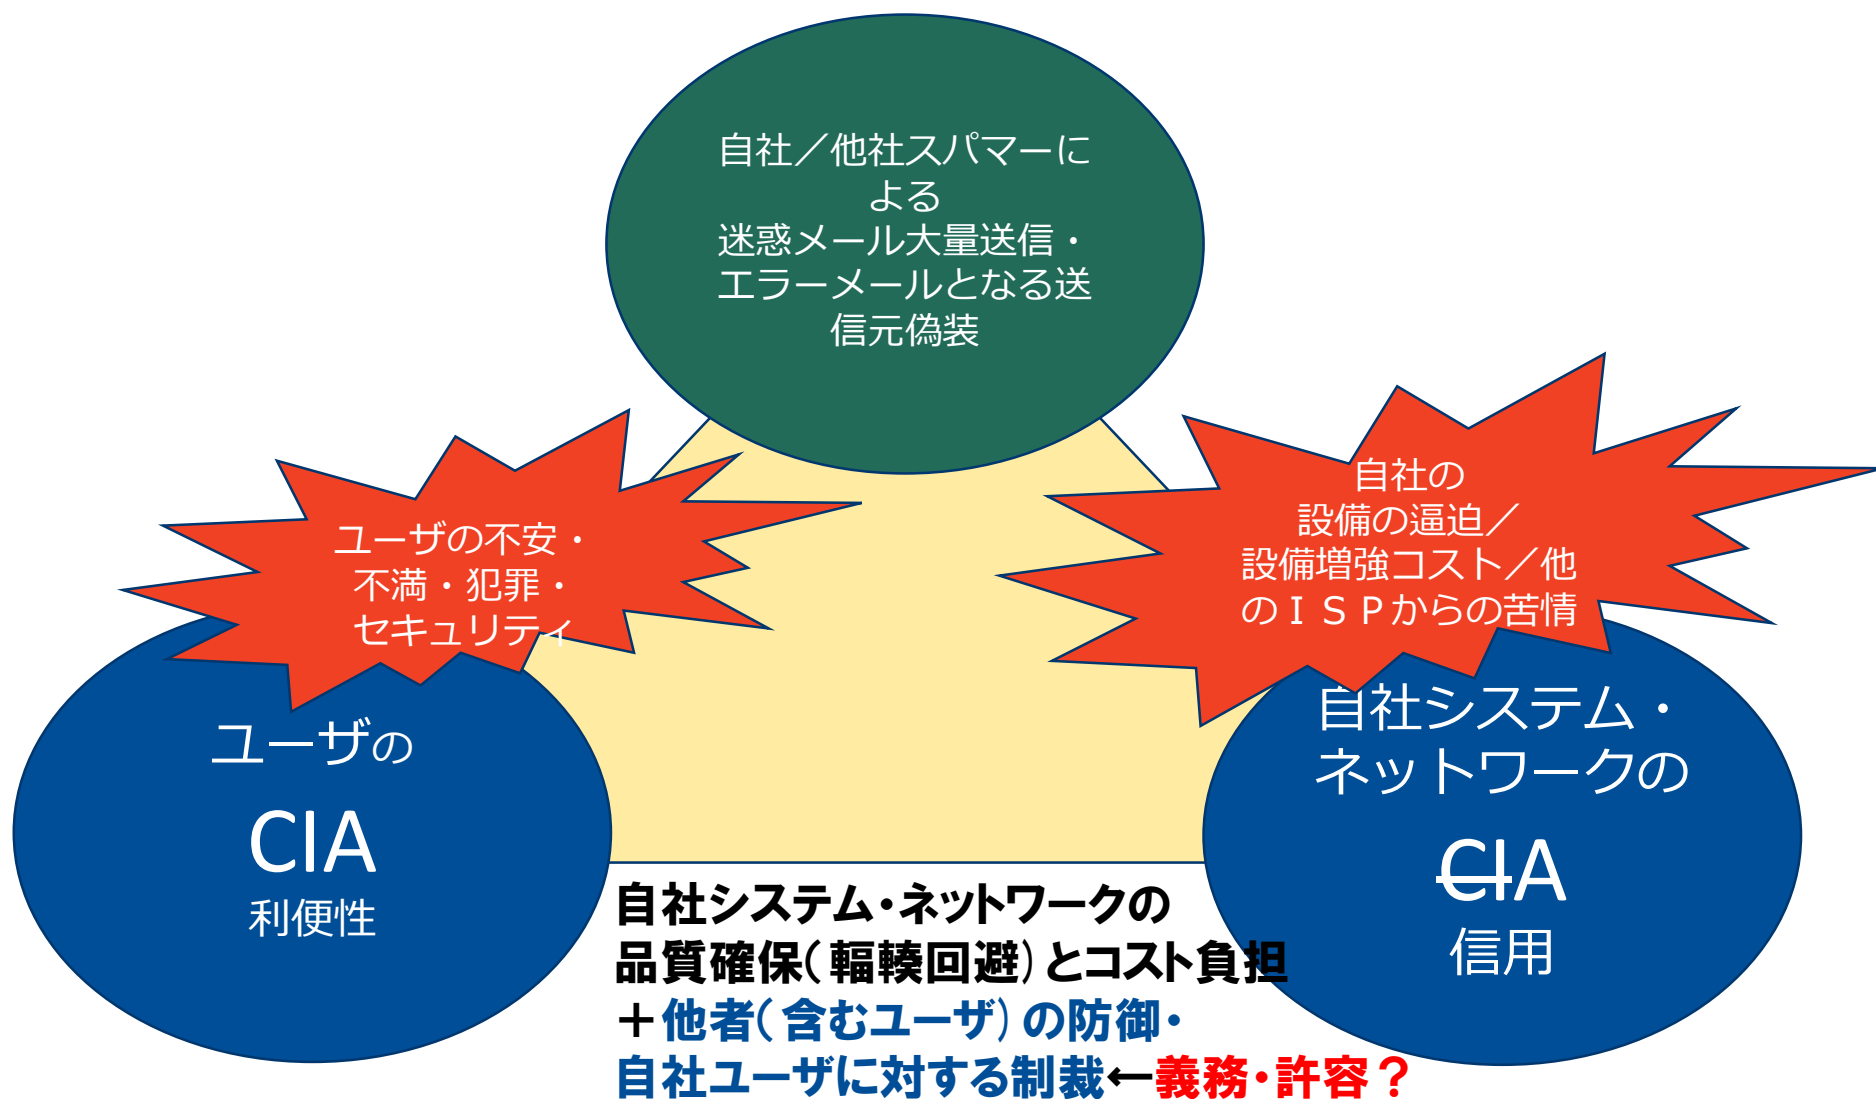 自社／他社スパマーに
よる
迷惑メール大量送信・
エラーメールとなる送
信元偽装
ユーザの不安・
不満・犯罪・
セキュリティ
自社の
設備の逼迫／
設備増強コスト／他
のＩＳＰからの苦情
ユーザの
CIA
利便性
自社システム・
ネットワークの
CIA
信用
自社システム・ネットワークの
品質確保（輻輳回避）とコスト負担
＋他者（含むユーザ）の防御・
自社ユーザに対する制裁←義務・許容？